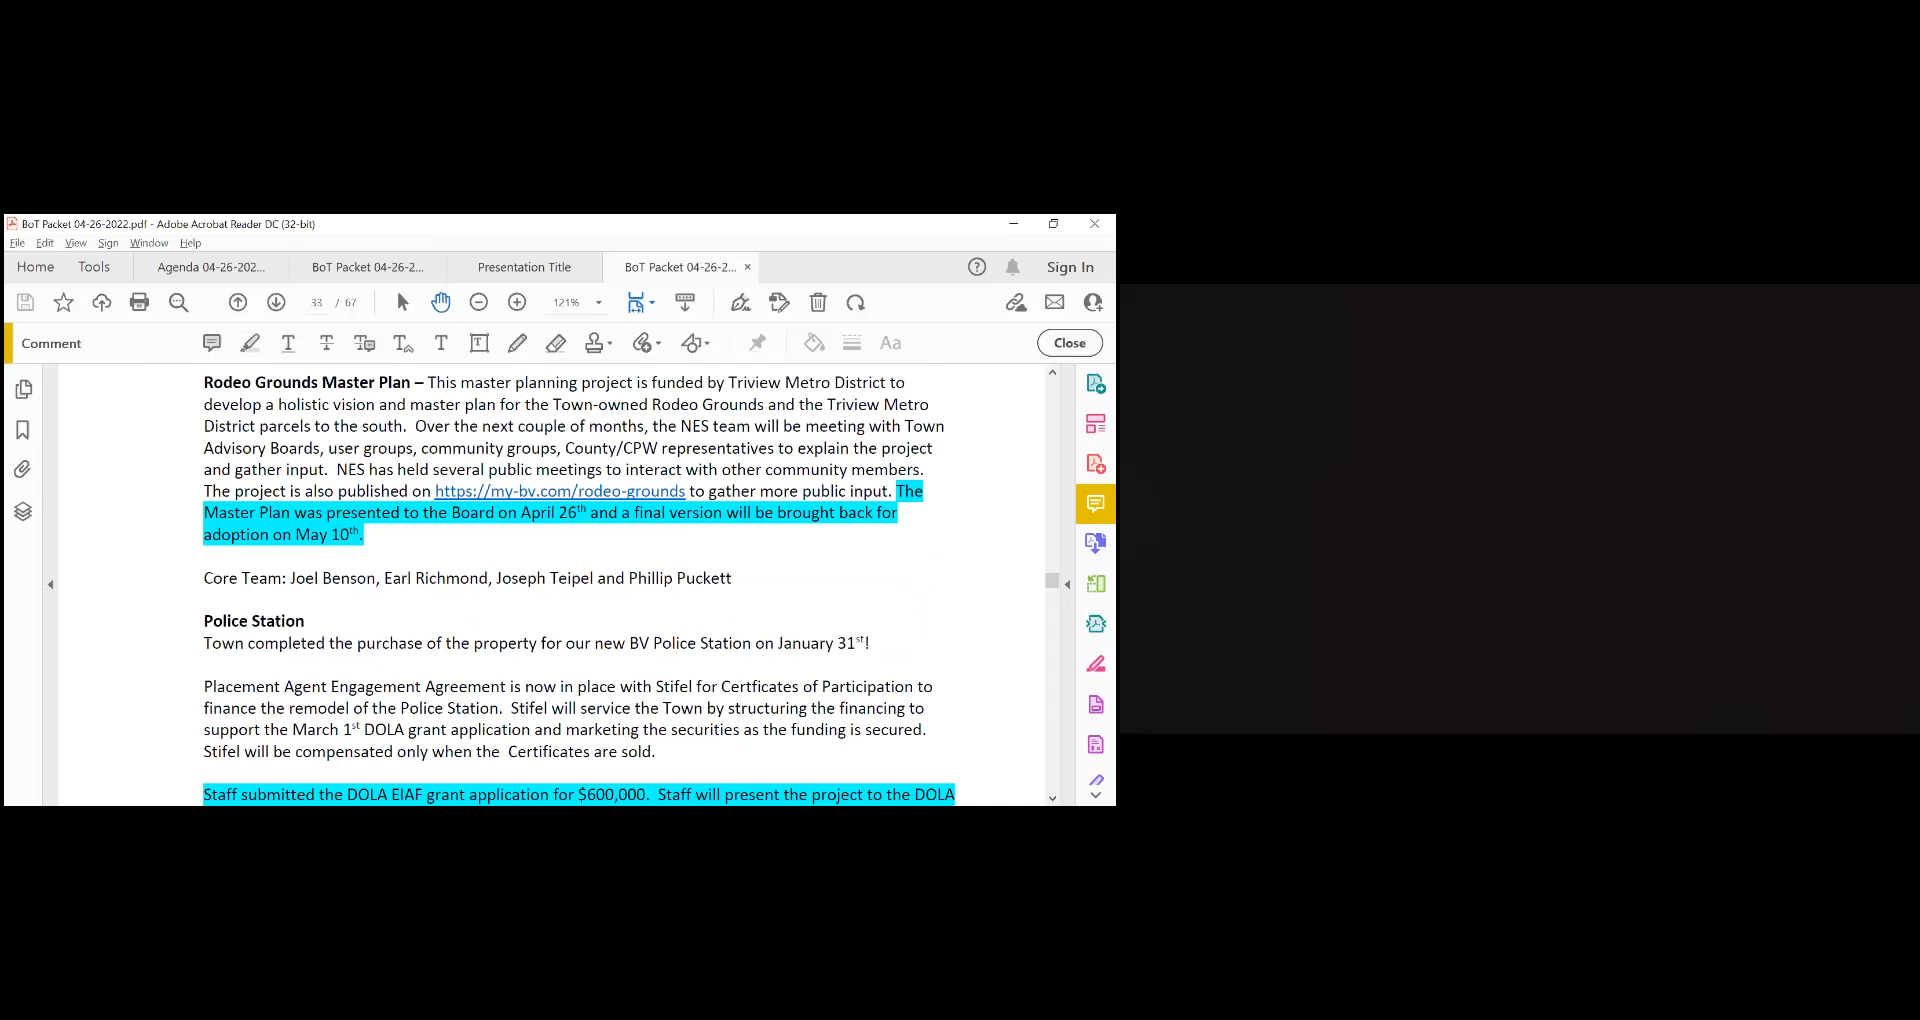 BoT Packet 04-26-2022.pdf - Adobe Acrobat Reader DC (32-bit)
File Edit View Sign Window Help
Home Tools Agenda 04-26-202... BoT Packet 04-26-2... Presentation Title BoT Packet 04-26-2... × Sign In
33 / 67 121%
Comment Aa Close
Rodeo Grounds Master Plan – This master planning project is funded by Triview Metro District to
develop a holistic vision and master plan for the Town-owned Rodeo Grounds and the Triview Metro
District parcels to the south. Over the next couple of months, the NES team will be meeting with Town
Advisory Boards, user groups, community groups, County/CPW representatives to explain the project
and gather input. NES has held several public meetings to interact with other community members.
The project is also published on https://my-bv.com/rodeo-grounds to gather more public input. The
Master Plan was presented to the Board on April 26th and a final version will be brought back for
adoption on May 10th.
Core Team: Joel Benson, Earl Richmond, Joseph Teipel and Phillip Puckett
Police Station
Town completed the purchase of the property for our new BV Police Station on January 31st!
Placement Agent Engagement Agreement is now in place with Stifel for Certficates of Participation to
finance the remodel of the Police Station. Stifel will service the Town by structuring the financing to
support the March 1st DOLA grant application and marketing the securities as the funding is secured.
Stifel will be compensated only when the Certificates are sold.
Staff submitted the DOLA EIAF grant application for $600,000. Staff will present the project to the DOLA